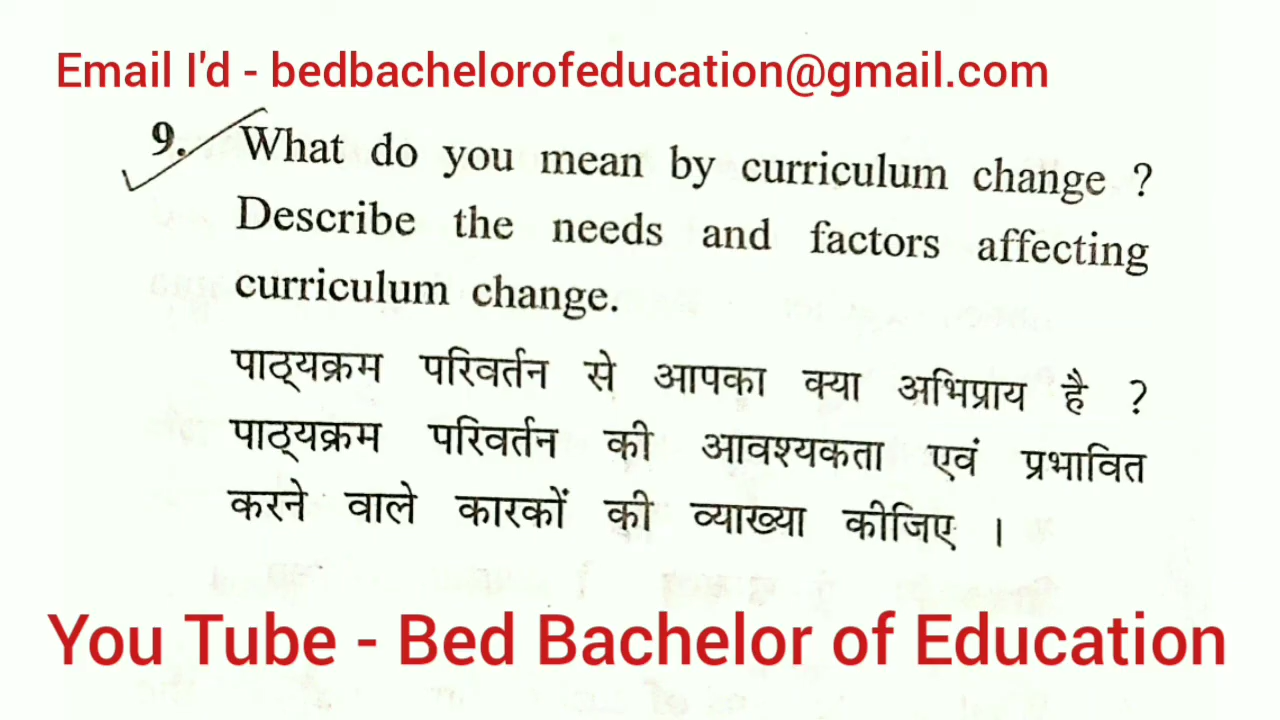 Email I'd - bedbachelorofeducation@gmail.com
9. What do you mean by curriculum change ?
Describe the needs and factors affecting
curriculum change.
पाठ्यक्रम परिवर्तन से आपका क्या अभिप्राय है ?
पाठ्यक्रम परिवर्तन की आवश्यकता एवं प्रभावित
करने वाले कारकों की व्याख्या कीजिए ।
You Tube - Bed Bachelor of Education